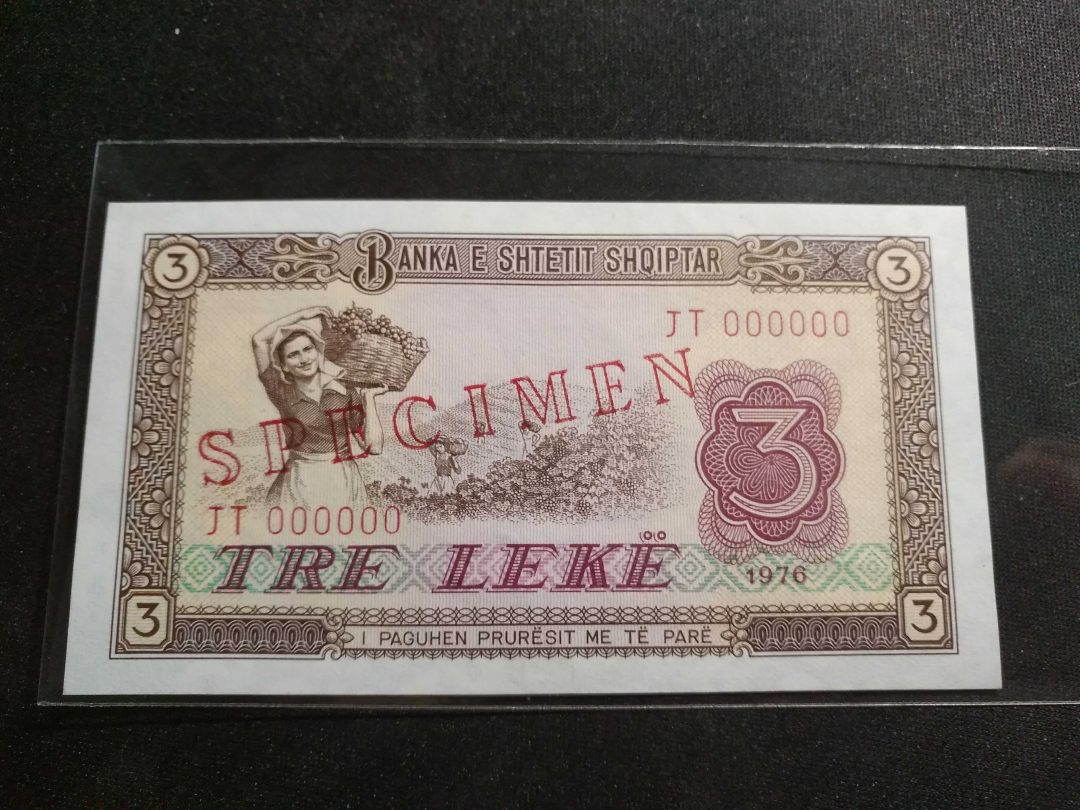 3 BANKA E SHTETIT SHQIPTAR 3
JT 000000
SPECIMEN
3
JT 000000
TRE LEKË
1976
3 I PAGUHEN PRURËSIT ME TË PARË 3